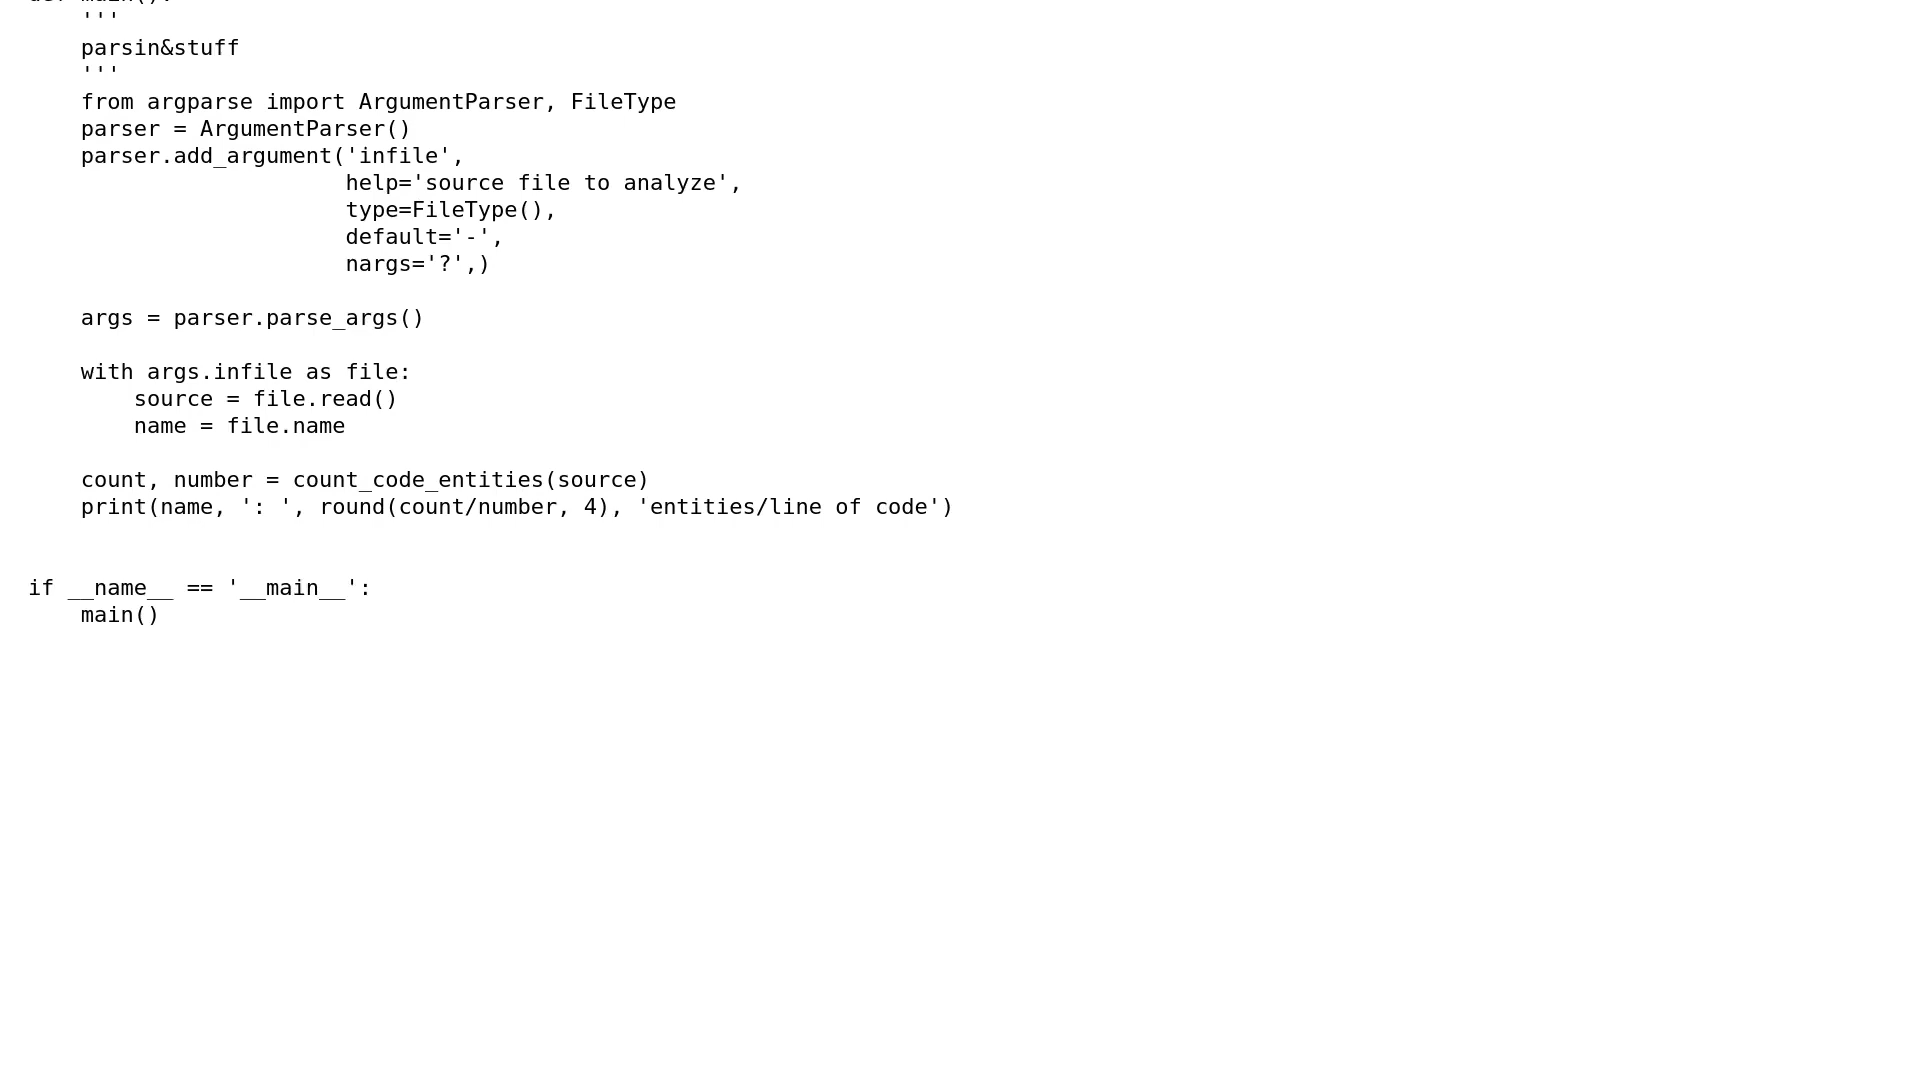 def main():
    '''
    parsin&stuff
    '''
    from argparse import ArgumentParser, FileType
    parser = ArgumentParser()
    parser.add_argument('infile',
                        help='source file to analyze',
                        type=FileType(),
                        default='-',
                        nargs='?',)

    args = parser.parse_args()

    with args.infile as file:
        source = file.read()
        name = file.name

    count, number = count_code_entities(source)
    print(name, ': ', round(count/number, 4), 'entities/line of code')


if __name__ == '__main__':
    main()